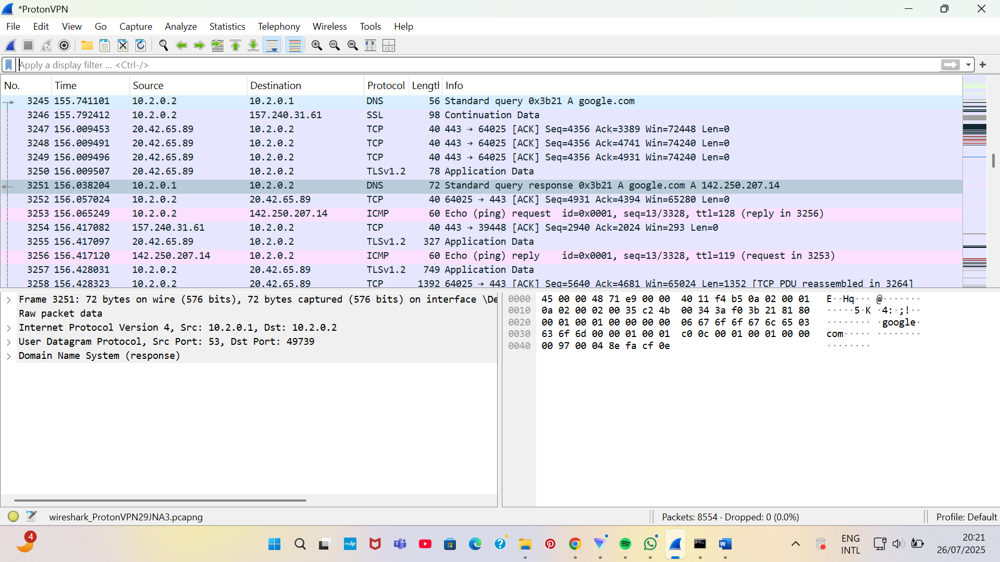 *ProtonVPN
File Edit View Go Capture Analyze Statistics Telephony Wireless Tools Help
Apply a display filter ... <Ctrl-/>
No. Time Source Destination Protocol Lengtl Info
3245 155.741101 10.2.0.2 10.2.0.1 DNS 56 Standard query 0x3b21 A google.com
3246 155.792412 10.2.0.2 157.240.31.61 SSL 98 Continuation Data
3247 156.009453 20.42.65.89 10.2.0.2 TCP 40 443 → 64025 [ACK] Seq=4356 Ack=3389 Win=72448 Len=0
3248 156.009491 20.42.65.89 10.2.0.2 TCP 40 443 → 64025 [ACK] Seq=4356 Ack=4741 Win=74240 Len=0
3249 156.009496 20.42.65.89 10.2.0.2 TCP 40 443 → 64025 [ACK] Seq=4356 Ack=4931 Win=74240 Len=0
3250 156.009507 20.42.65.89 10.2.0.2 TLSv1.2 78 Application Data
3251 156.038204 10.2.0.1 10.2.0.2 DNS 72 Standard query response 0x3b21 A google.com A 142.250.207.14
3252 156.057024 10.2.0.2 20.42.65.89 TCP 40 64025 → 443 [ACK] Seq=4931 Ack=4394 Win=65280 Len=0
3253 156.065249 10.2.0.2 142.250.207.14 ICMP 60 Echo (ping) request id=0x0001, seq=13/3328, ttl=128 (reply in 3256)
3254 156.417082 157.240.31.61 10.2.0.2 TCP 40 443 → 39448 [ACK] Seq=2940 Ack=2024 Win=293 Len=0
3255 156.417097 20.42.65.89 10.2.0.2 TLSv1.2 327 Application Data
3256 156.417120 142.250.207.14 10.2.0.2 ICMP 60 Echo (ping) reply id=0x0001, seq=13/3328, ttl=119 (request in 3253)
3257 156.428031 10.2.0.2 20.42.65.89 TLSv1.2 749 Application Data
3258 156.428323 10.2.0.2 20.42.65.89 TCP 1392 64025 → 443 [ACK] Seq=5640 Ack=4681 Win=65024 Len=1352 [TCP PDU reassembled in 3264]
Frame 3251: 72 bytes on wire (576 bits), 72 bytes captured (576 bits) on interface \De
Raw packet data
Internet Protocol Version 4, Src: 10.2.0.1, Dst: 10.2.0.2
User Datagram Protocol, Src Port: 53, Dst Port: 49739
Domain Name System (response)
0000 45 00 00 48 71 e9 00 00 40 11 f4 b5 0a 02 00 01 E··Hq··· @·······
0010 0a 02 00 02 00 35 c2 4b 00 34 3a f0 3b 21 81 80 ·····5·K ·4:·;!··
0020 00 01 00 01 00 00 00 00 06 67 6f 6f 67 6c 65 03 ········ ·google·
0030 63 6f 6d 00 00 01 00 01 c0 0c 00 01 00 01 00 00 com····· ········
0040 00 97 00 04 8e fa cf 0e ········
wireshark_ProtonVPN29JNA3.pcapng Packets: 8554 · Dropped: 0 (0.0%) Profile: Default
4
myhp
ENG
INTL
20:21
26/07/2025